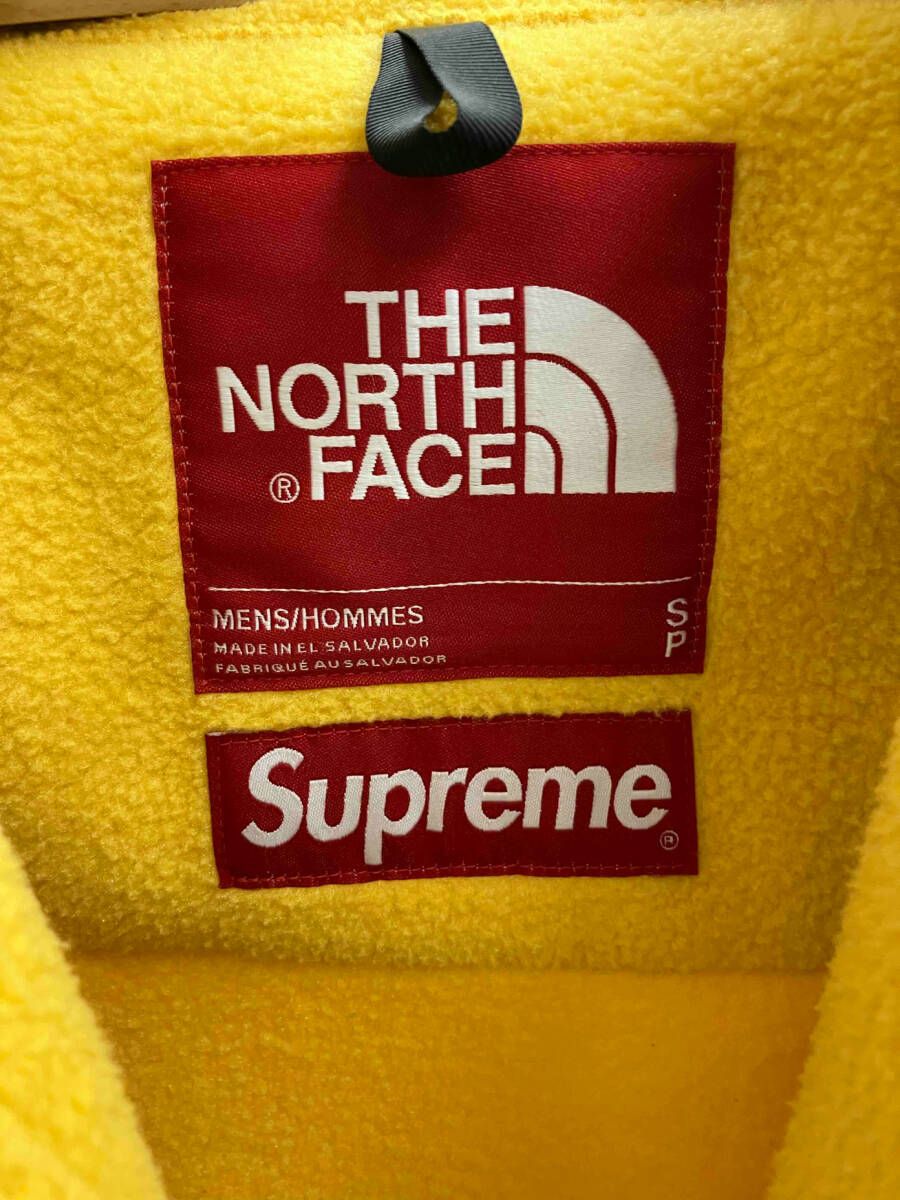 THE
NORTH
® FACE
MENS/HOMMES S
MADE IN EL SALVADOR P
FABRIQUÉ AU SALVADOR
Supreme ®